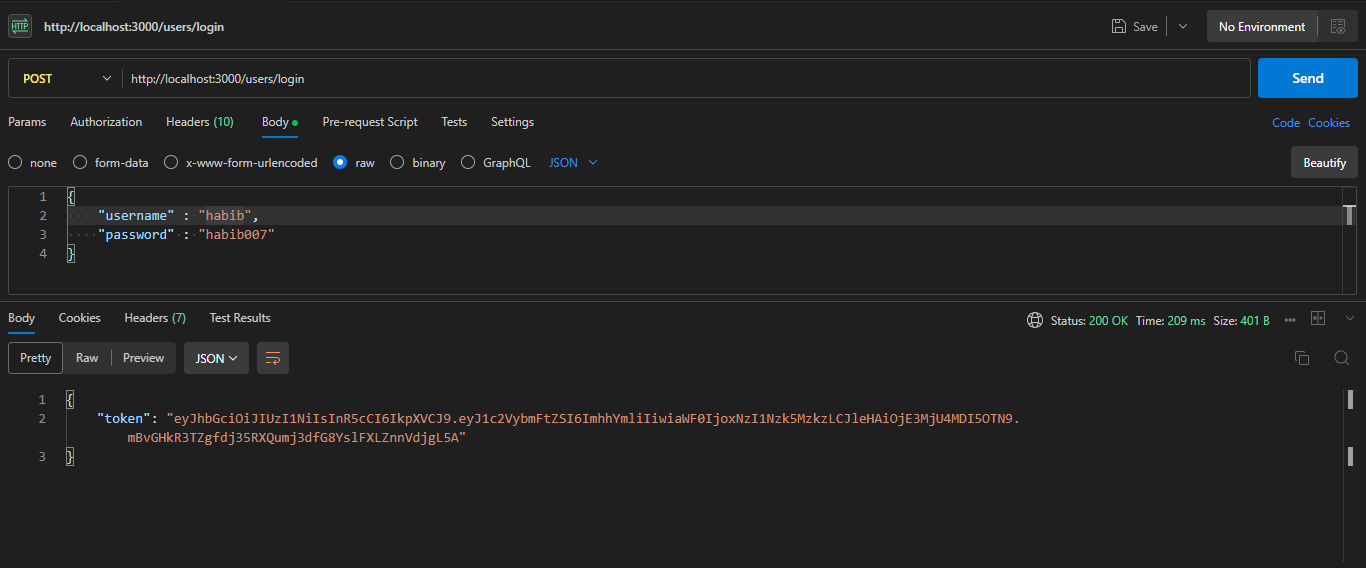 HTTP http://localhost:3000/users/login Save No Environment
POST http://localhost:3000/users/login Send
Params Authorization Headers (10) Body Pre-request Script Tests Settings Code Cookies
none form-data x-www-form-urlencoded raw binary GraphQL JSON Beautify
1 {
2 "username" : "habib",
3 "password" : "habib007"
4 }
Body Cookies Headers (7) Test Results Status: 200 OK Time: 209 ms Size: 401 B
Pretty Raw Preview JSON
1 {
2 "token": "eyJhbGciOiJIUzI1NiIsInR5cCI6IkpXVCJ9.eyJ1c2VybmFtZSI6ImhhYmliIiwiaWF0IjoxNzI1Nzk5MzkzLCJleHAiOjE3MjU4MDI5OTN9.
mBvGHkR3TZgfdj35RXQumj3dfG8YslFXLZnnVdjgL5A"
3 }